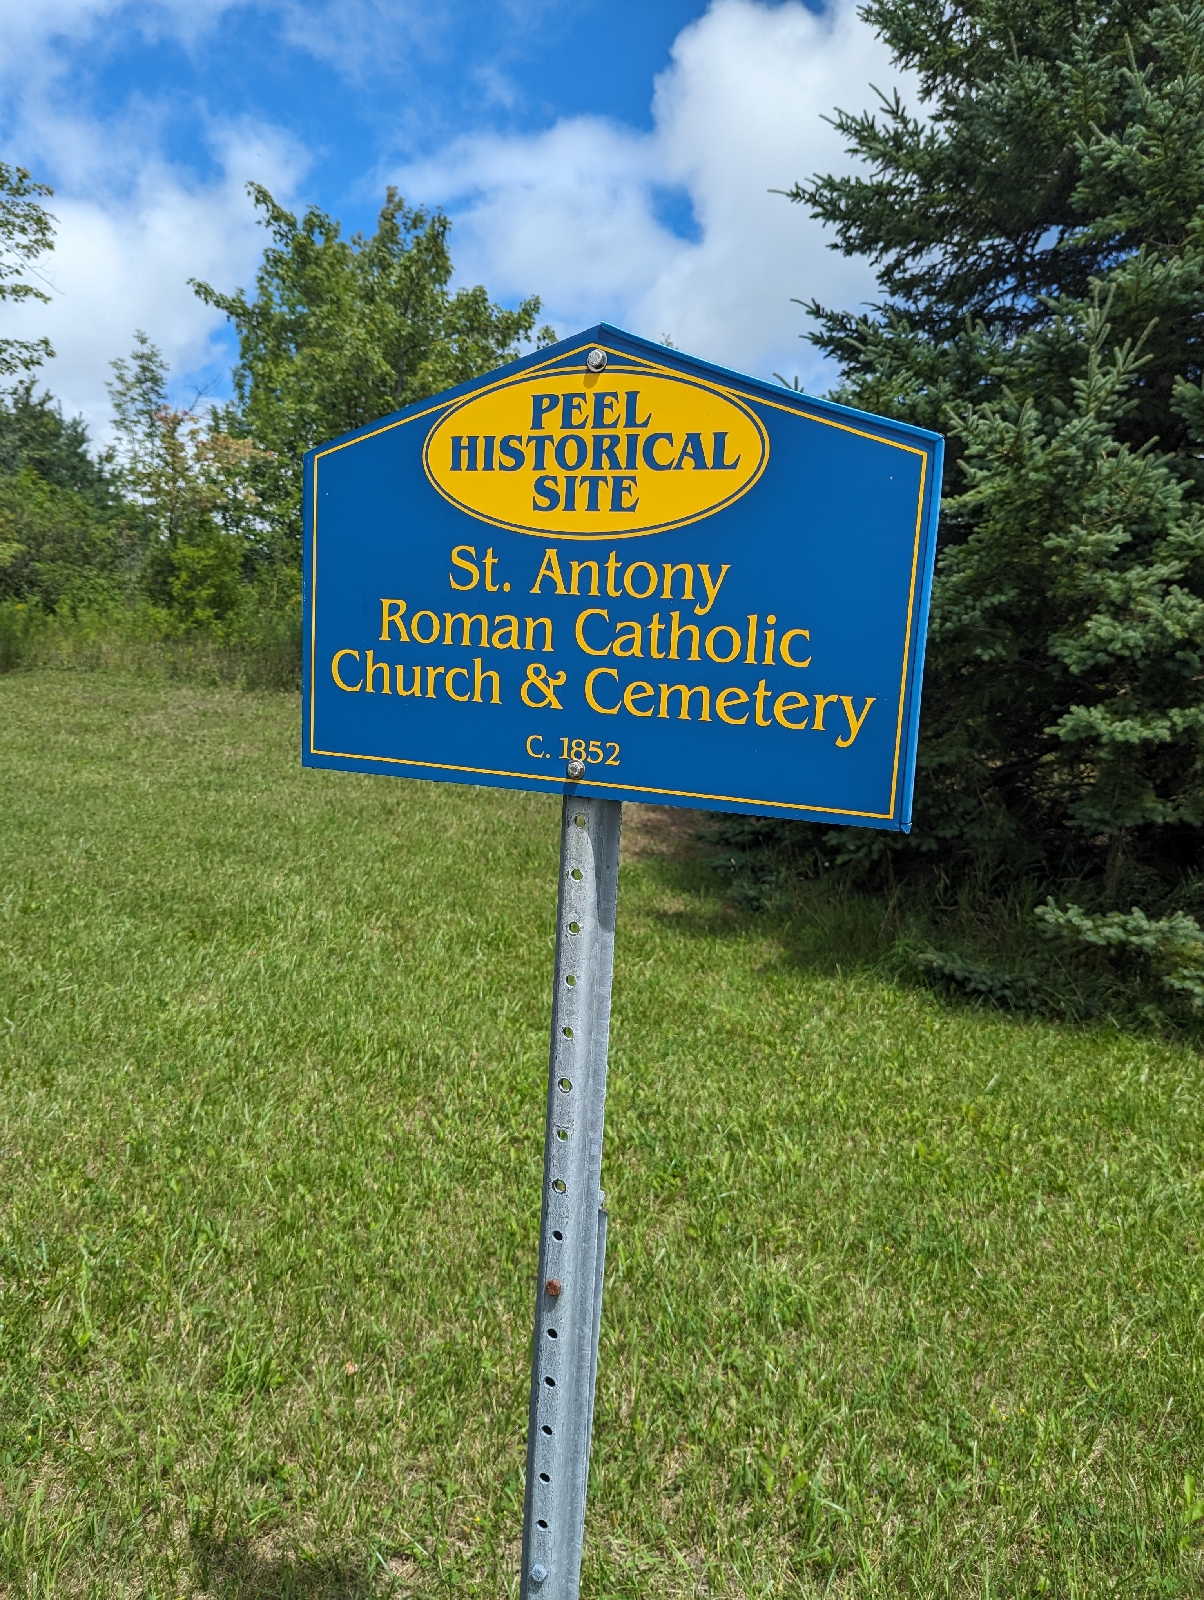 PEEL
HISTORICAL
SITE
St. Antony
Roman Catholic
Church & Cemetery
C. 1852